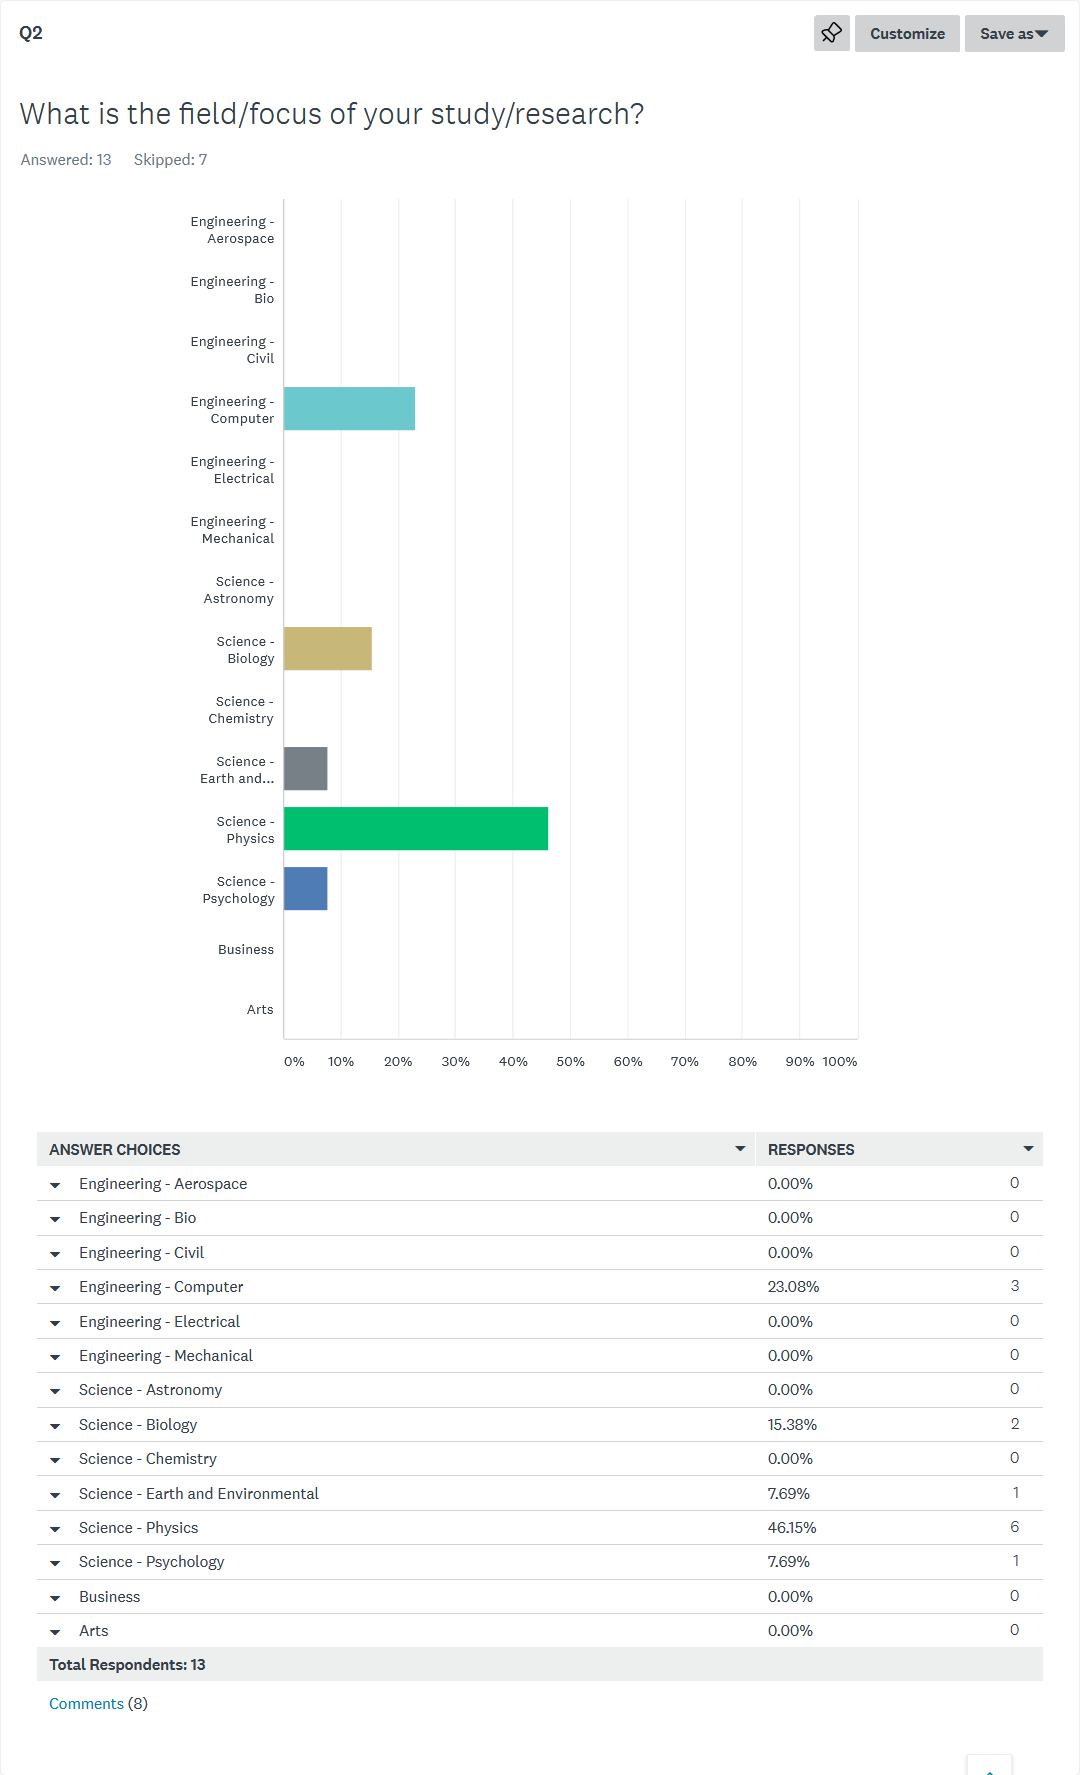 Q2
Customize
Save as
What is the field/focus of your study/research?
Answered: 13 Skipped: 7
Engineering -
Aerospace
Engineering -
Bio
Engineering -
Civil
Engineering -
Computer
Engineering -
Electrical
Engineering -
Mechanical
Science -
Astronomy
Science -
Biology
Science -
Chemistry
Science -
Earth and...
Science -
Physics
Science -
Psychology
Business
Arts
0% 10% 20% 30% 40% 50% 60% 70% 80% 90% 100%
ANSWER CHOICES RESPONSES
Engineering - Aerospace 0.00% 0
Engineering - Bio 0.00% 0
Engineering - Civil 0.00% 0
Engineering - Computer 23.08% 3
Engineering - Electrical 0.00% 0
Engineering - Mechanical 0.00% 0
Science - Astronomy 0.00% 0
Science - Biology 15.38% 2
Science - Chemistry 0.00% 0
Science - Earth and Environmental 7.69% 1
Science - Physics 46.15% 6
Science - Psychology 7.69% 1
Business 0.00% 0
Arts 0.00% 0
Total Respondents: 13
Comments (8)